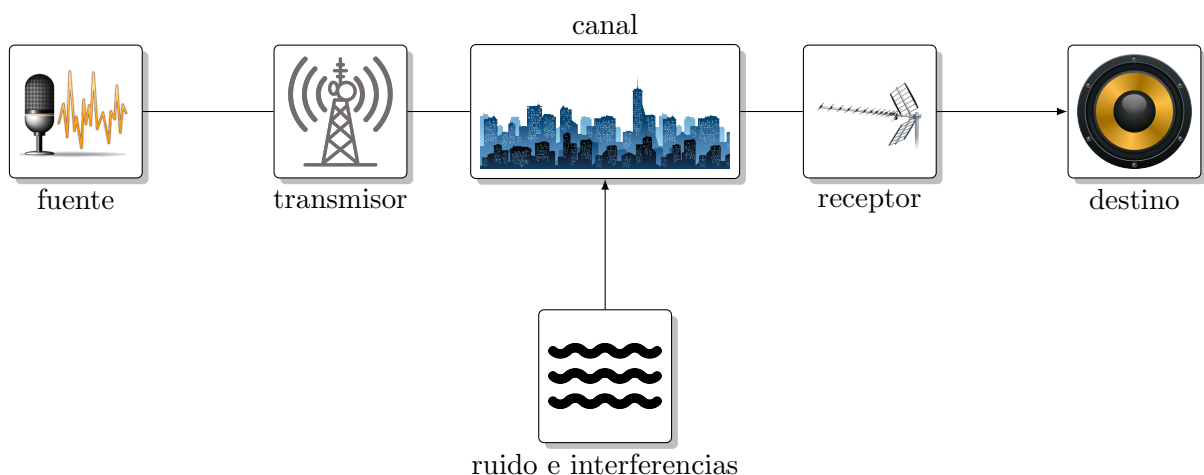 canal
fuente
transmisor
receptor
destino
ruido e interferencias